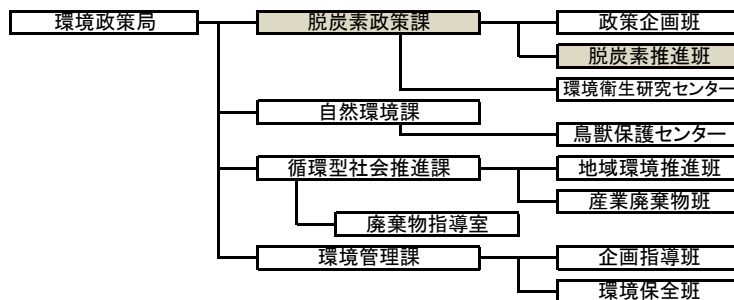 環境政策局
脱炭素政策課
政策企画班
脱炭素推進班
環境衛生研究センター
自然環境課
鳥獣保護センター
循環型社会推進課
地域環境推進班
産業廃棄物班
廃棄物指導室
環境管理課
企画指導班
環境保全班